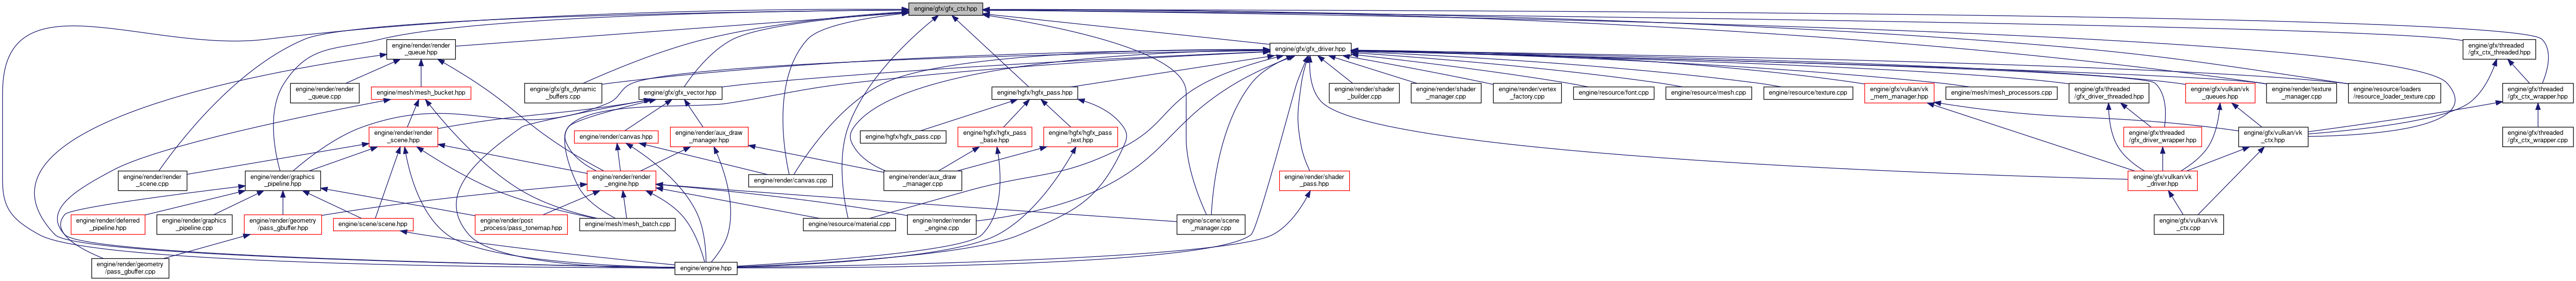 engine/gfx/gfx_ctx.hpp
engine/render/render
_queue.hpp
engine/gfx/gfx_driver.hpp
engine/gfx/threaded
/gfx_ctx_threaded.hpp
engine/render/render
_queue.cpp
engine/mesh/mesh_bucket.hpp
engine/gfx/gfx_dynamic
_buffers.cpp
engine/gfx/gfx_vector.hpp
engine/hgfx/hgfx_pass.hpp
engine/render/shader
_builder.cpp
engine/render/shader
_manager.cpp
engine/render/vertex
_factory.cpp
engine/resource/font.cpp
engine/resource/mesh.cpp
engine/resource/texture.cpp
engine/gfx/vulkan/vk
_mem_manager.hpp
engine/mesh/mesh_processors.cpp
engine/gfx/threaded
/gfx_driver_threaded.hpp
engine/gfx/vulkan/vk
_queues.hpp
engine/render/texture
_manager.cpp
engine/resource/loaders
/resource_loader_texture.cpp
engine/gfx/threaded
/gfx_ctx_wrapper.hpp
engine/render/render
_scene.hpp
engine/render/canvas.hpp
engine/render/aux_draw
_manager.hpp
engine/hgfx/hgfx_pass.cpp
engine/hgfx/hgfx_pass
_base.hpp
engine/hgfx/hgfx_pass
_text.hpp
engine/gfx/threaded
/gfx_driver_wrapper.hpp
engine/gfx/vulkan/vk
_ctx.hpp
engine/gfx/threaded
/gfx_ctx_wrapper.cpp
engine/render/render
_scene.cpp
engine/render/graphics
_pipeline.hpp
engine/render/render
_engine.hpp
engine/render/canvas.cpp
engine/render/aux_draw
_manager.cpp
engine/render/shader
_pass.hpp
engine/gfx/vulkan/vk
_driver.hpp
engine/render/deferred
_pipeline.hpp
engine/render/graphics
_pipeline.cpp
engine/render/geometry
/pass_gbuffer.hpp
engine/scene/scene.hpp
engine/render/post
_process/pass_tonemap.hpp
engine/mesh/mesh_batch.cpp
engine/resource/material.cpp
engine/render/render
_engine.cpp
engine/scene/scene
_manager.cpp
engine/gfx/vulkan/vk
_ctx.cpp
engine/render/geometry
/pass_gbuffer.cpp
engine/engine.hpp